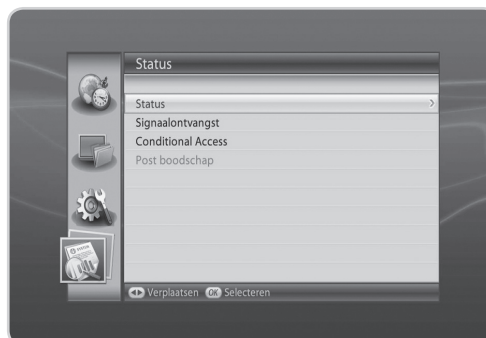 Status
Status
Signaalontvangst
Conditional Access
Post boodschap
Verplaatsen OK Selecteren